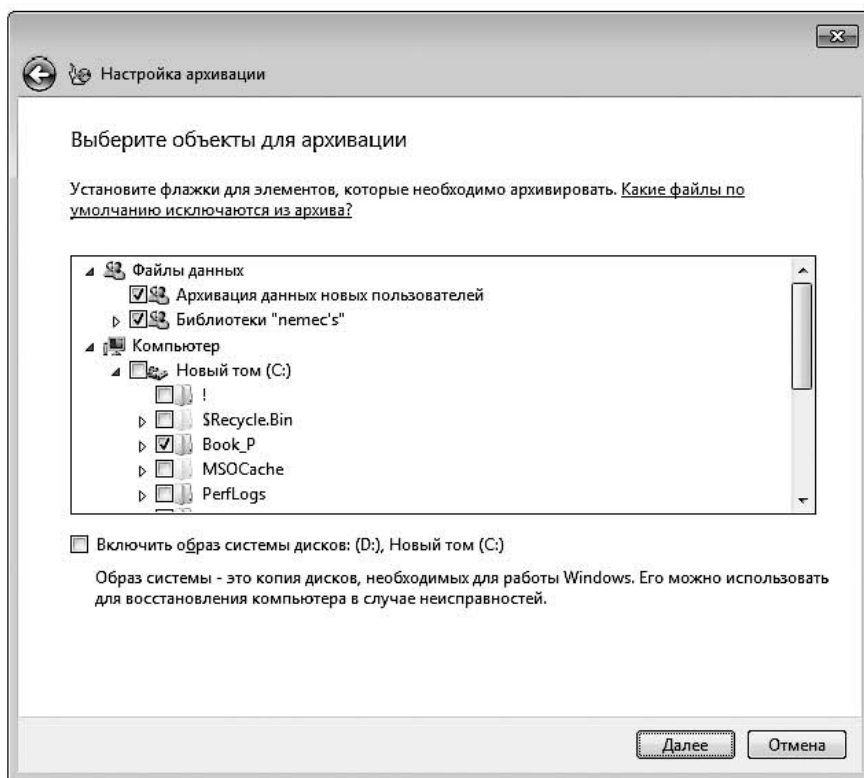 Настройка архивации
Выберите объекты для архивации
Установите флажки для элементов, которые необходимо архивировать. Какие файлы по
умолчанию исключаются из архива?
Файлы данных
Архивация данных новых пользователей
Библиотеки "nemec's"
Компьютер
Новый том (C:)
!
$Recycle.Bin
Book_P
MSOCache
PerfLogs
Включить образ системы дисков: (D:), Новый том (C:)
Образ системы - это копия дисков, необходимых для работы Windows. Его можно использовать
для восстановления компьютера в случае неисправностей.
Далее
Отмена